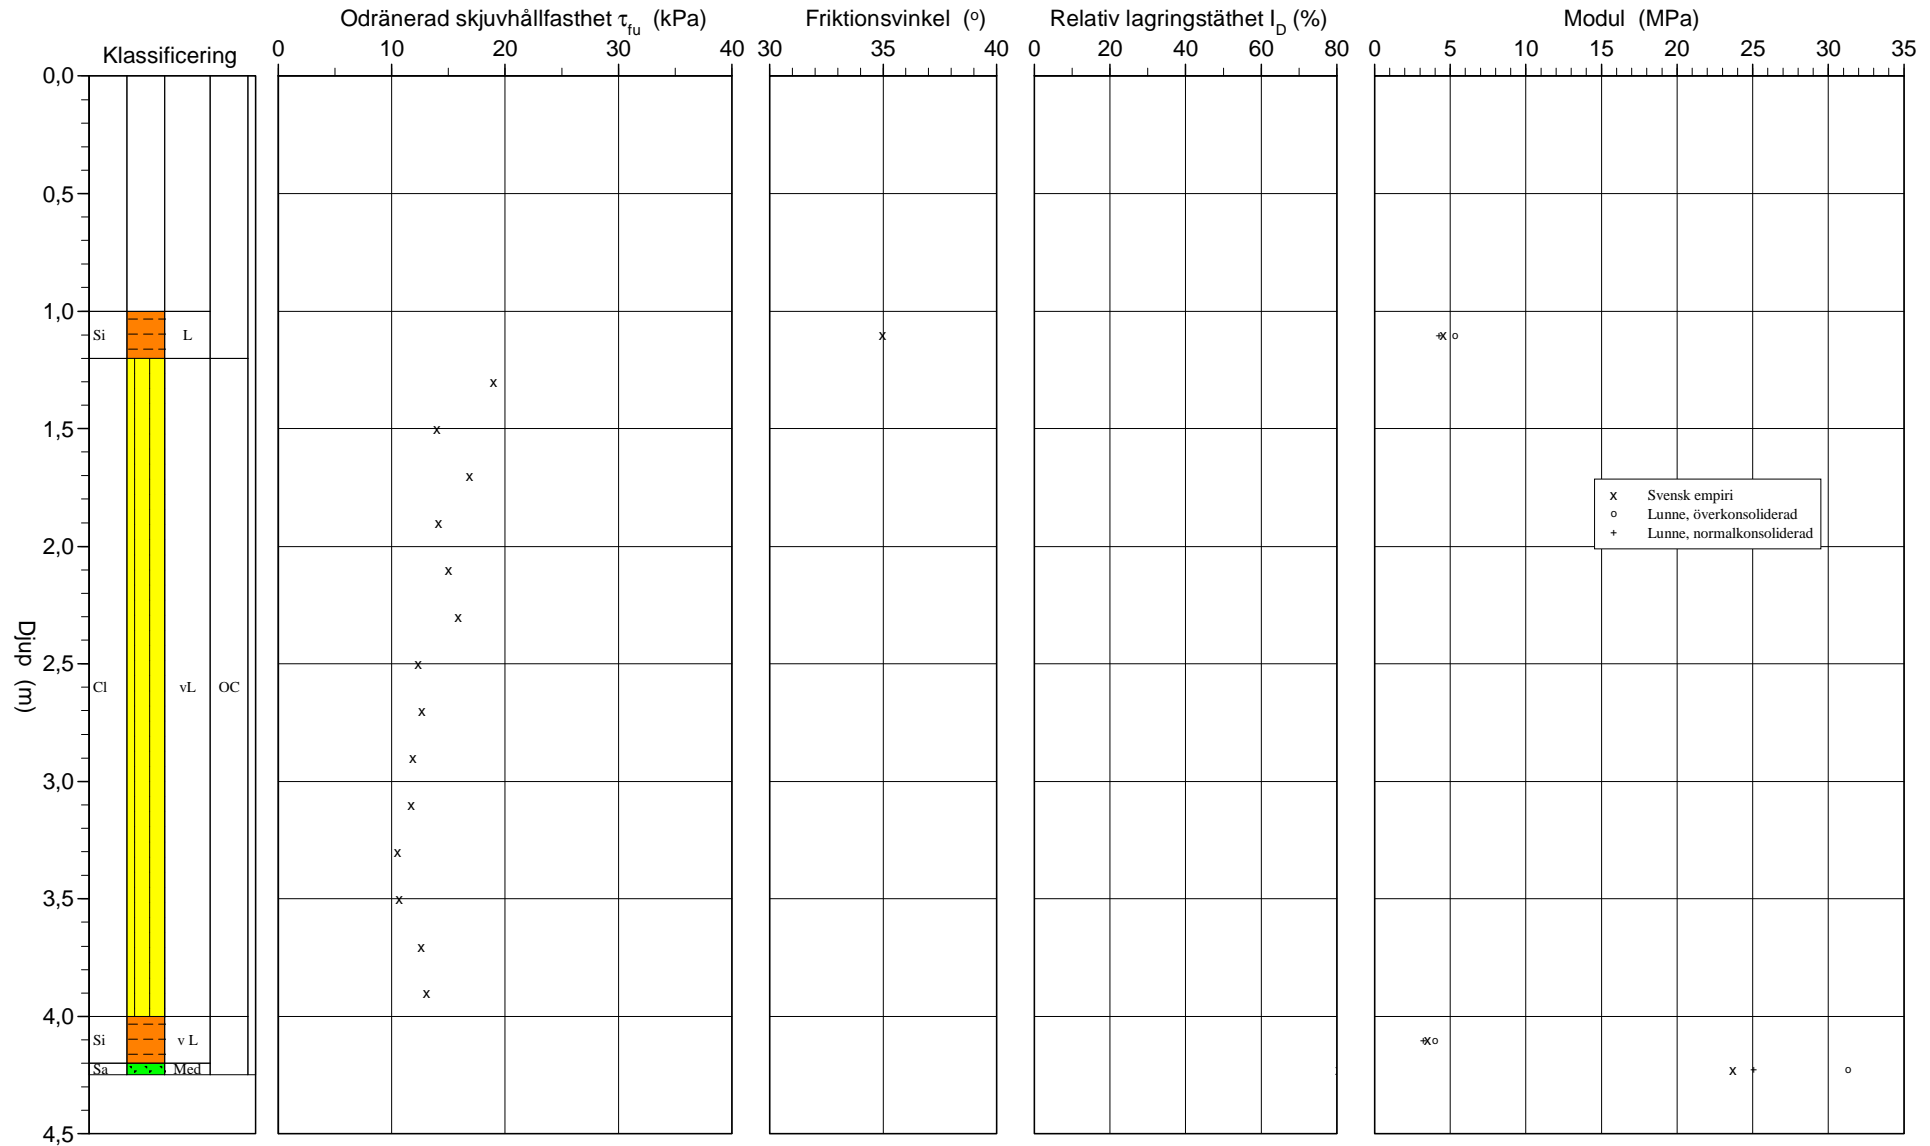 Klassificering
Odränerad skjuvhållfasthet τfu (kPa)
Friktionsvinkel (o)
Relativ lagringstäthet ID (%)
Modul (MPa)
0 10 20 30 40
30 35 40
0 20 40 60 80
0 5 10 15 20 25 30 35
Djup (m)
0,0
0,5
1,0
Si L
1,5
x Svensk empiri
o Lunne, överkonsoliderad
+ Lunne, normalkonsoliderad
2,0
2,5
Cl vL OC
3,0
3,5
4,0
Si v L
Sa Med
4,5